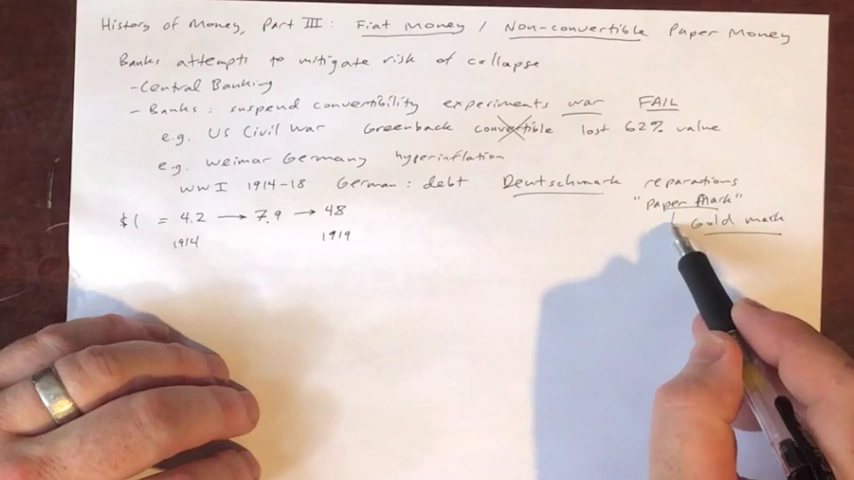 History of Money, Part III: Fiat Money / Non-convertible Paper Money
Banks attempts to mitigate risk of collapse
- Central Banking
- Banks: suspend convertibility experiments war FAIL
e.g. US Civil War Greenback convertible lost 62% value
e.g. Weimar Germany hyperinflation
WWI 1914-18 German: debt Deutschmark reparations
"Paper Mark"
Gold mark
$1 = 4.2 → 7.9 → 48
1914 1919